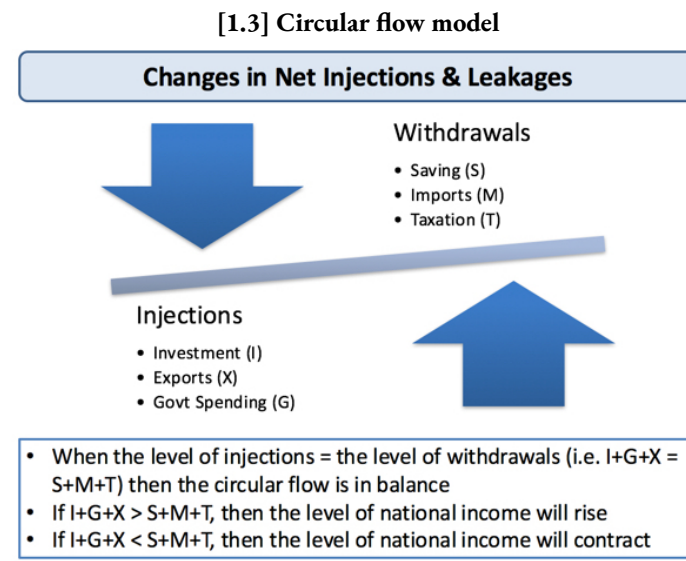 [1.3] Circular flow model
Changes in Net Injections & Leakages
Withdrawals
• Saving (S)
• Imports (M)
• Taxation (T)
Injections
• Investment (I)
• Exports (X)
• Govt Spending (G)
• When the level of injections = the level of withdrawals (i.e. I+G+X =
S+M+T) then the circular flow is in balance
• If I+G+X > S+M+T, then the level of national income will rise
• If I+G+X < S+M+T, then the level of national income will contract